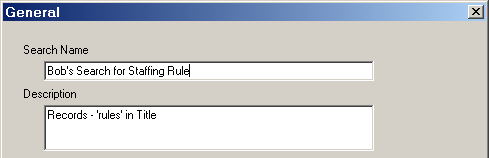 General
Search Name
Bob's Search for Staffing Rule
Description
Records - 'rules' in Title